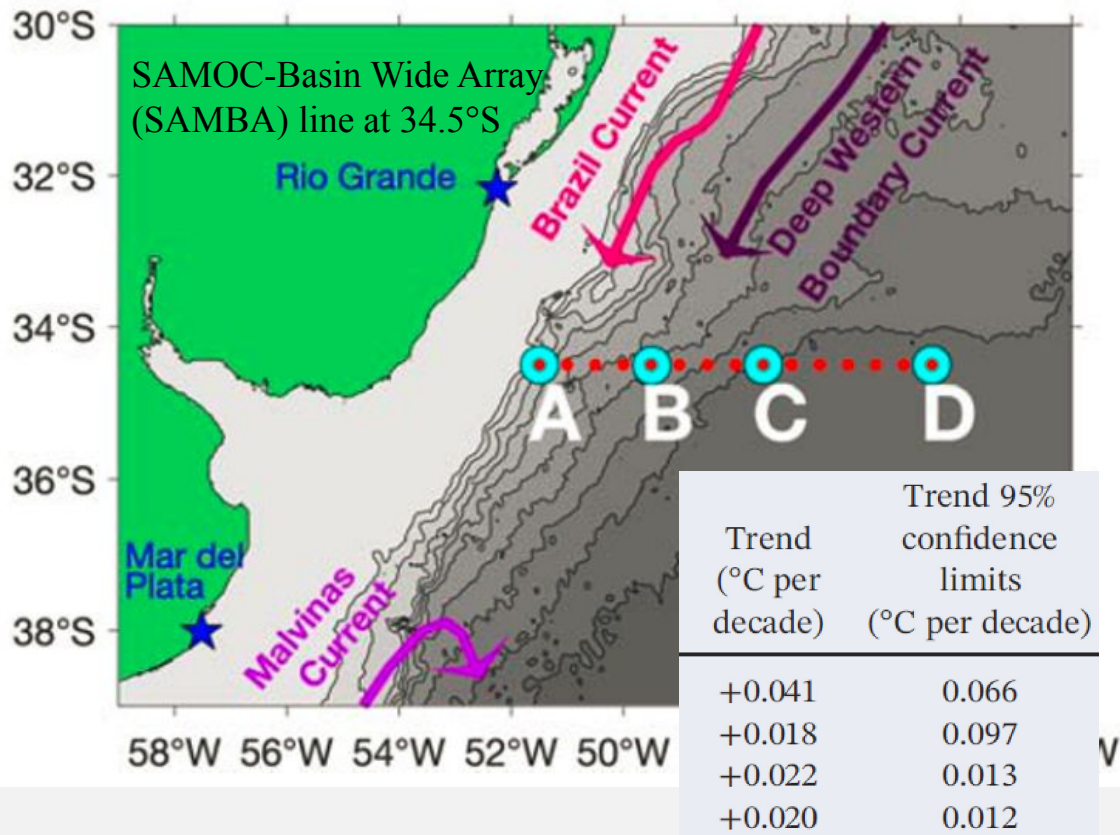 30°S
SAMOC-Basin Wide Array
(SAMBA) line at 34.5°S
32°S
Rio Grande
Brazil Current
Deep Western
Boundary Current
34°S
A B C D
36°S
Mar del
Plata
Malvinas
Current
38°S
58°W 56°W 54°W 52°W 50°W W
Trend
(°C per
decade)
Trend 95%
confidence
limits
(°C per decade)
+0.041 0.066
+0.018 0.097
+0.022 0.013
+0.020 0.012